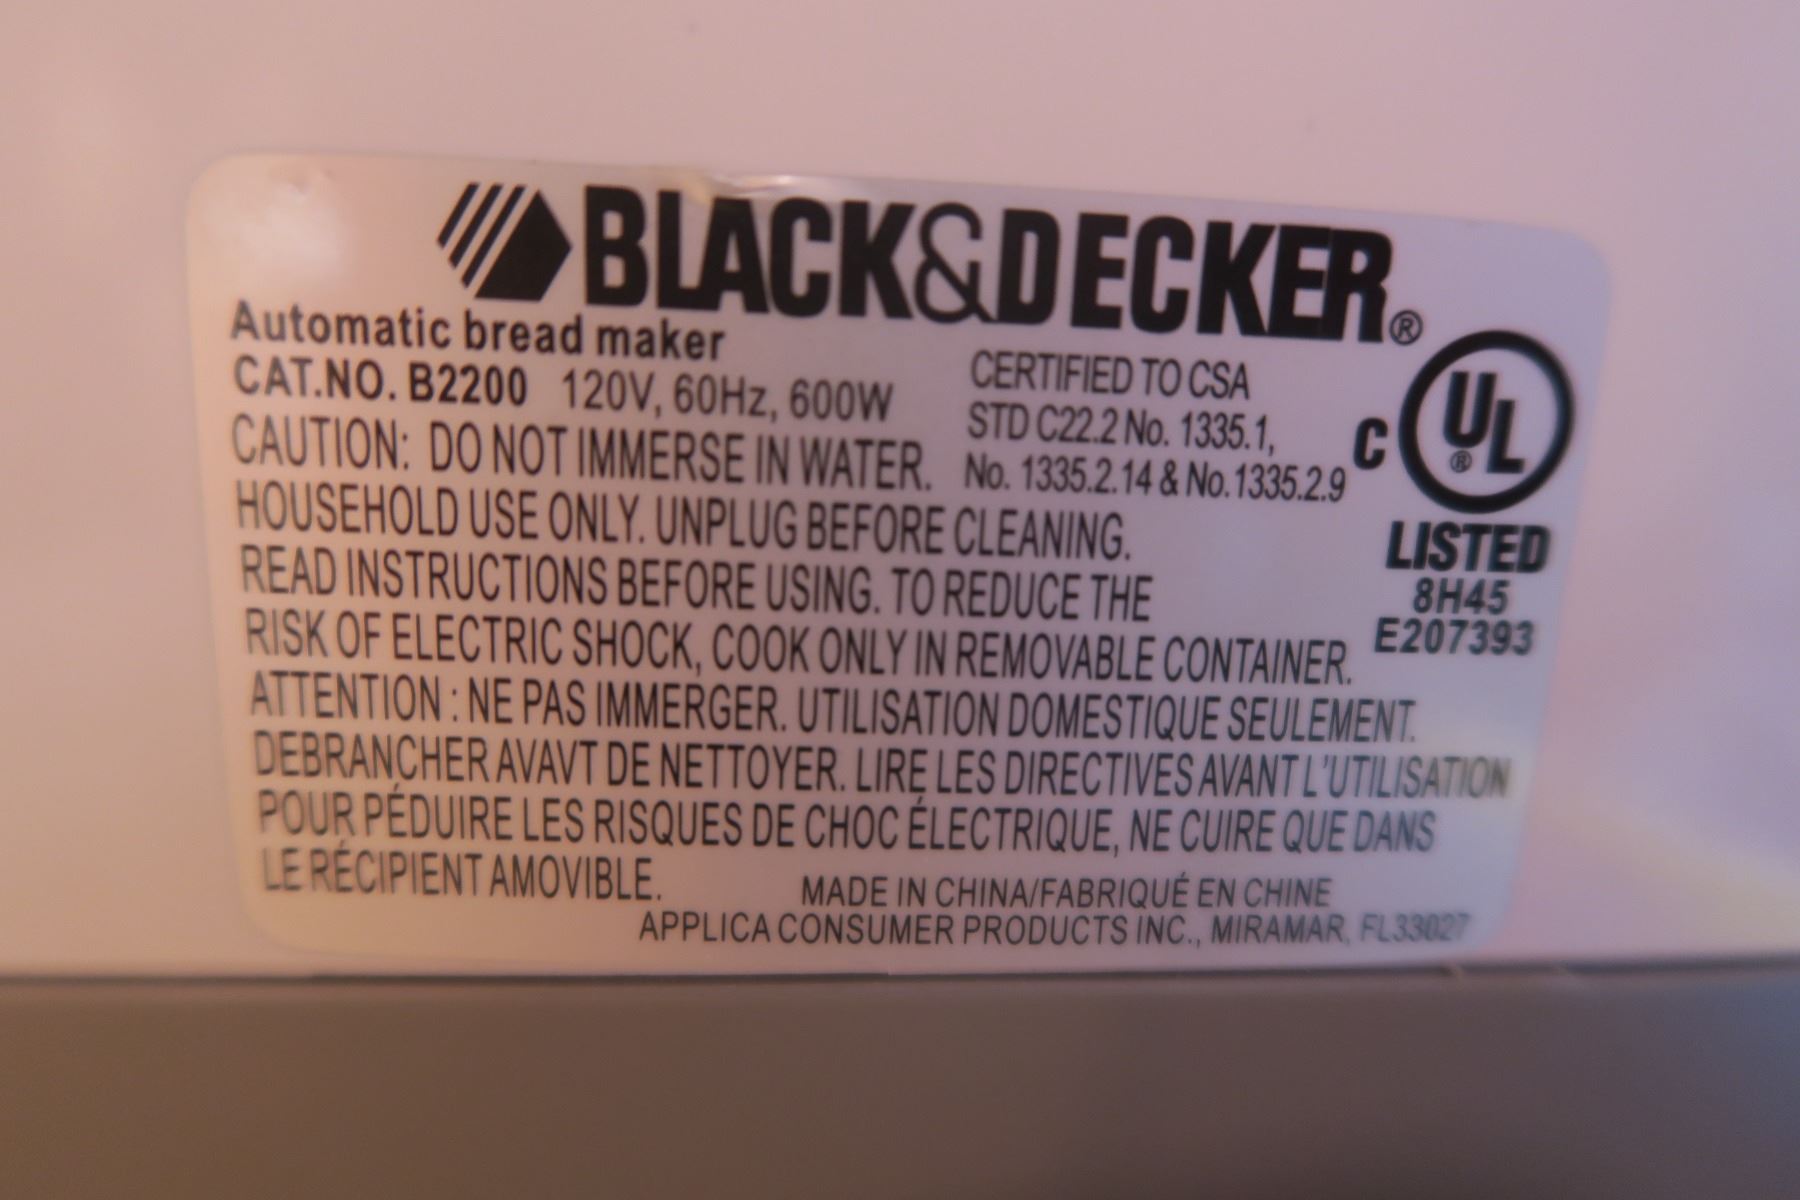 BLACK&DECKER®
Automatic bread maker
CAT.NO. B2200 120V, 60Hz, 600W
CERTIFIED TO CSA
STD C22.2 No. 1335.1,
No. 1335.2.14 & No.1335.2.9
C UL®
LISTED
8H45
E207393
CAUTION: DO NOT IMMERSE IN WATER.
HOUSEHOLD USE ONLY. UNPLUG BEFORE CLEANING.
READ INSTRUCTIONS BEFORE USING. TO REDUCE THE
RISK OF ELECTRIC SHOCK, COOK ONLY IN REMOVABLE CONTAINER.
ATTENTION : NE PAS IMMERGER. UTILISATION DOMESTIQUE SEULEMENT.
DEBRANCHER AVAVT DE NETTOYER. LIRE LES DIRECTIVES AVANT L'UTILISATION
POUR PÉDUIRE LES RISQUES DE CHOC ÉLECTRIQUE, NE CUIRE QUE DANS
LE RÉCIPIENT AMOVIBLE.
MADE IN CHINA/FABRIQUÉ EN CHINE
APPLICA CONSUMER PRODUCTS INC., MIRAMAR, FL33027